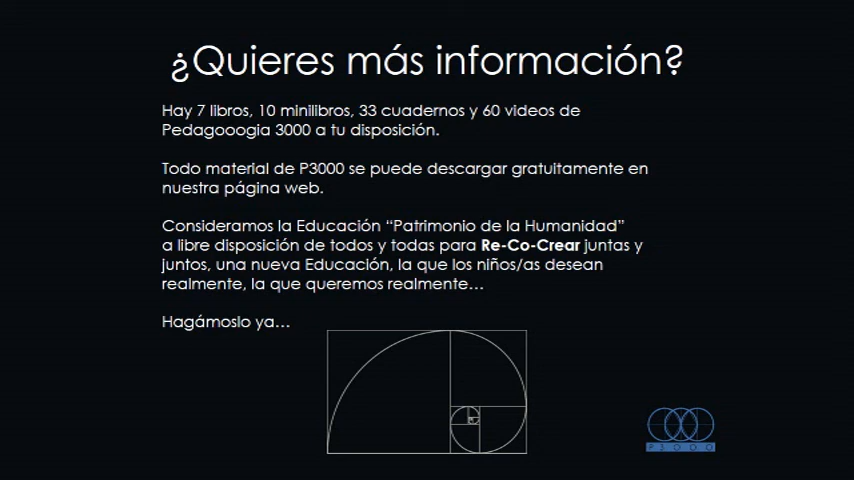 ¿Quieres más información?
Hay 7 libros, 10 minilibros, 33 cuadernos y 60 videos de
Pedagooogia 3000 a tu disposición.
Todo material de P3000 se puede descargar gratuitamente en
nuestra página web.
Consideramos la Educación “Patrimonio de la Humanidad”
a libre disposición de todos y todas para Re-Co-Crear juntas y
juntos, una nueva Educación, la que los niños/as desean
realmente, la que queremos realmente…
Hagámoslo ya…
P3000